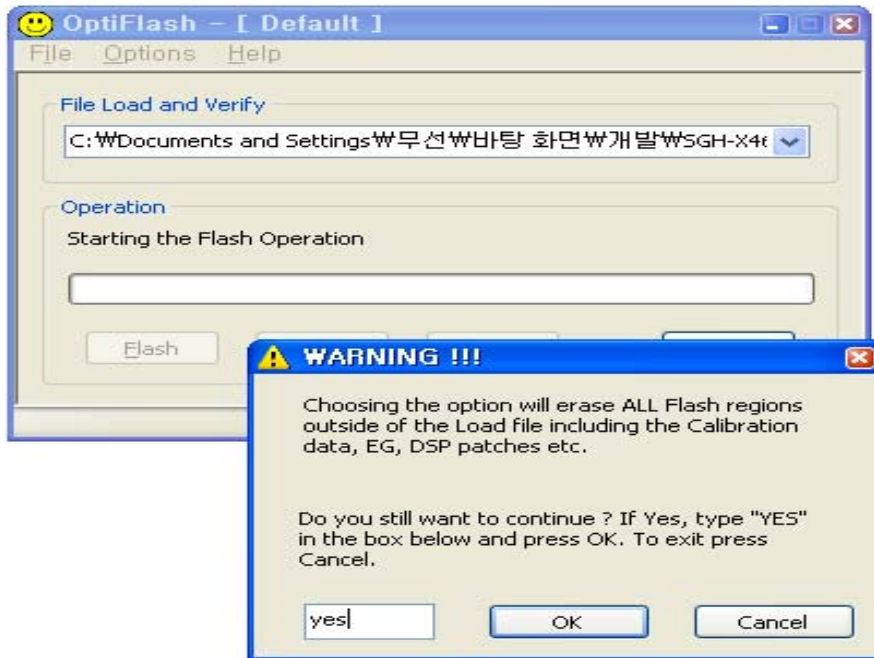 OptiFlash - [ Default ]
File Options Help
File Load and Verify
C:₩Documents and Settings₩무선₩바탕 화면₩개발₩SGH-X46
Operation
Starting the Flash Operation
Flash
WARNING !!!
Choosing the option will erase ALL Flash regions
outside of the Load file including the Calibration
data, EG, DSP patches etc.
Do you still want to continue ? If Yes, type "YES"
in the box below and press OK. To exit press
Cancel.
yes
OK
Cancel